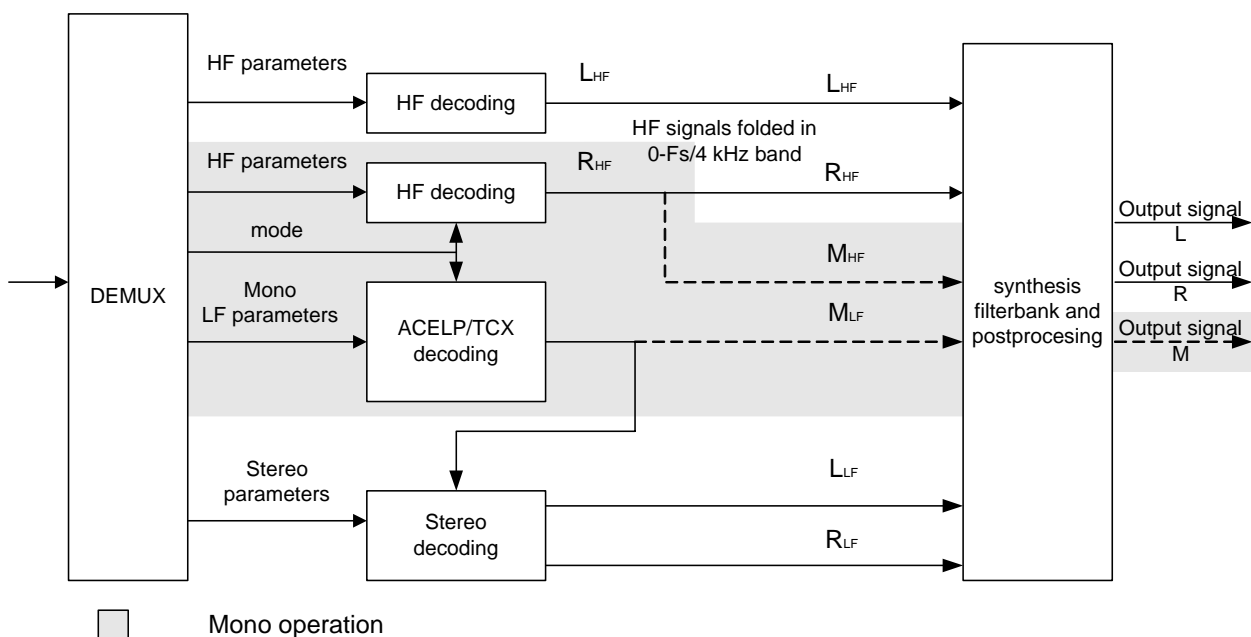 HF parameters
HF decoding
LHF
LHF
HF signals folded in
0-Fs/4 kHz band
HF parameters
HF decoding
RHF
RHF
mode
DEMUX
Mono
LF parameters
ACELP/TCX
decoding
MHF
MLF
synthesis
filterbank and
postprocesing
Output signal
L
Output signal
R
Output signal
M
Stereo
parameters
Stereo
decoding
LLF
RLF
Mono operation